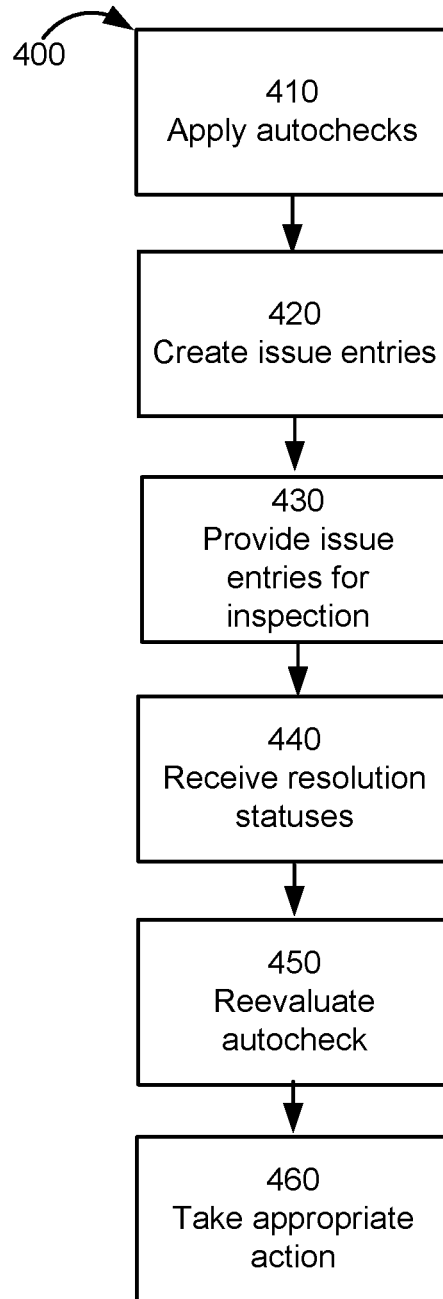 400
410
Apply autochecks
420
Create issue entries
430
Provide issue
entries for
inspection
440
Receive resolution
statuses
450
Reevaluate
autocheck
460
Take appropriate
action